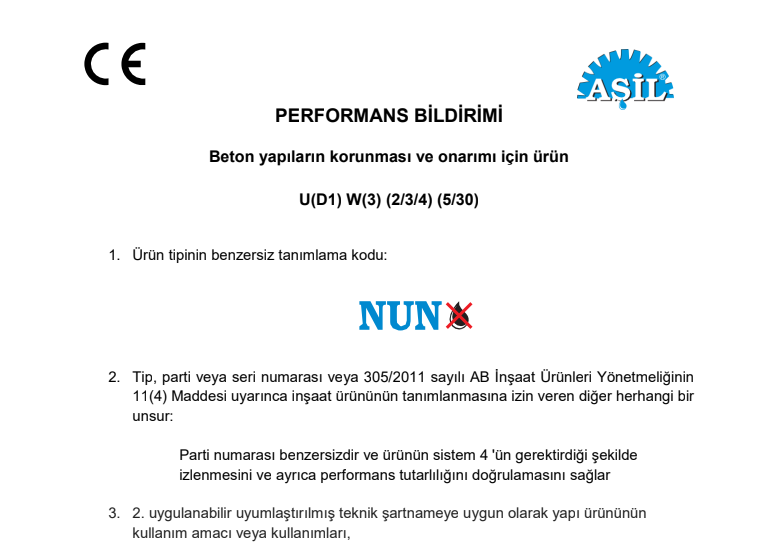 CE
AŞİL®
PERFORMANS BİLDİRİMİ
Beton yapıların korunması ve onarımı için ürün
U(D1) W(3) (2/3/4) (5/30)
1. Ürün tipinin benzersiz tanımlama kodu:
NUN
2. Tip, parti veya seri numarası veya 305/2011 sayılı AB İnşaat Ürünleri Yönetmeliğinin
11(4) Maddesi uyarınca inşaat ürününün tanımlanmasına izin veren diğer herhangi bir
unsur:
Parti numarası benzersizdir ve ürünün sistem 4 'ün gerektirdiği şekilde
izlenmesini ve ayrıca performans tutarlılığını doğrulamasını sağlar
3. 2. uygulanabilir uyumlaştırılmış teknik şartnameye uygun olarak yapı ürününün
kullanım amacı veya kullanımları,